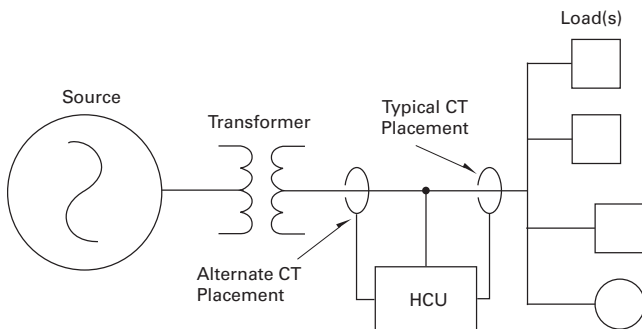 Load(s)
Source
Typical CT
Placement
Transformer
Alternate CT
Placement
HCU